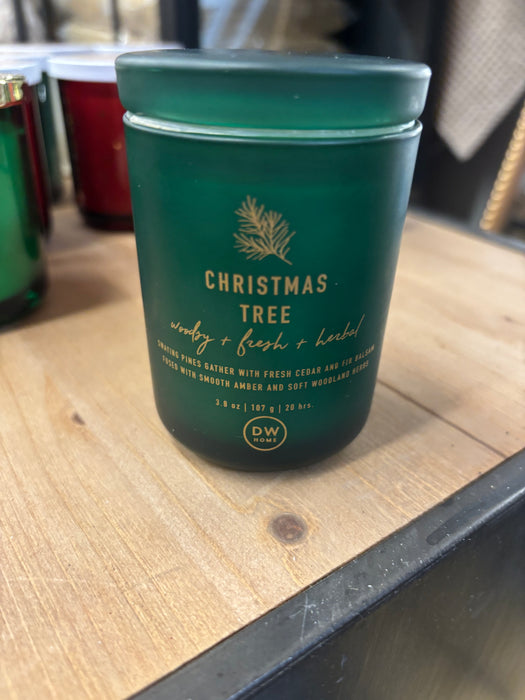 CHRISTMAS
TREE
woodsy + fresh + herbal
SWAYING PINES GATHER WITH FRESH CEDAR AND FIR BALSAM
FUSED WITH SMOOTH AMBER AND SOFT WOODLAND HERBS
3.8 oz | 107 g | 20 hrs.
DW
HOME